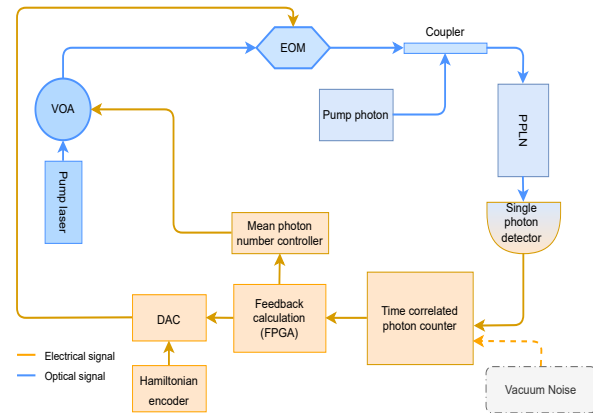 Coupler
EOM
VOA
Pump photon
PPLN
Pump laser
Single
photon
detector
Mean photon
number controller
DAC
Feedback
calculation
(FPGA)
Time correlated
photon counter
Electrical signal
Optical signal
Hamiltonian
encoder
Vacuum Noise